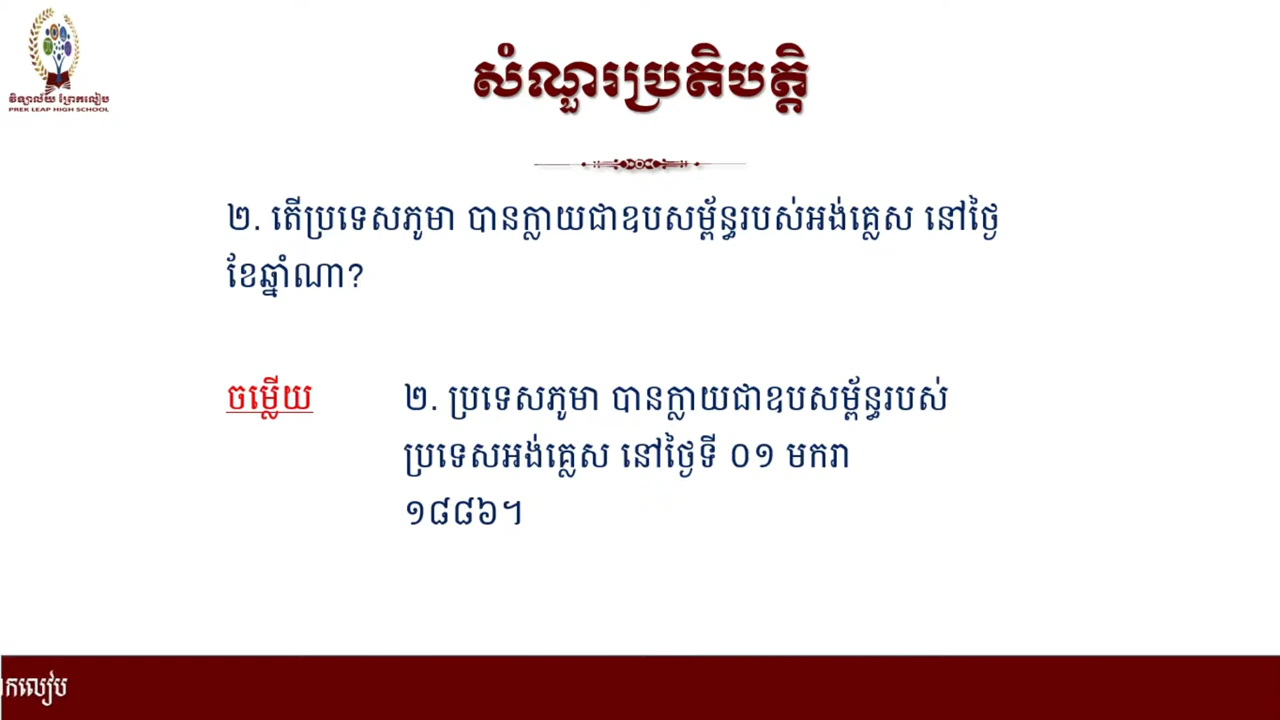 វិទ្យាល័យ ព្រែកលៀប
PREK LEAP HIGH SCHOOL
សំណួរប្រតិបត្តិ
២. តើប្រទេសភូមា បានក្លាយជាឧបសម្ព័ន្ធរបស់អង់គ្លេស នៅថ្ងៃ
ខែឆ្នាំណា?
ចម្លើយ ២. ប្រទេសភូមា បានក្លាយជាឧបសម្ព័ន្ធរបស់
ប្រទេសអង់គ្លេស នៅថ្ងៃទី ០១ មករា
១៨៨៦។
កលៀប